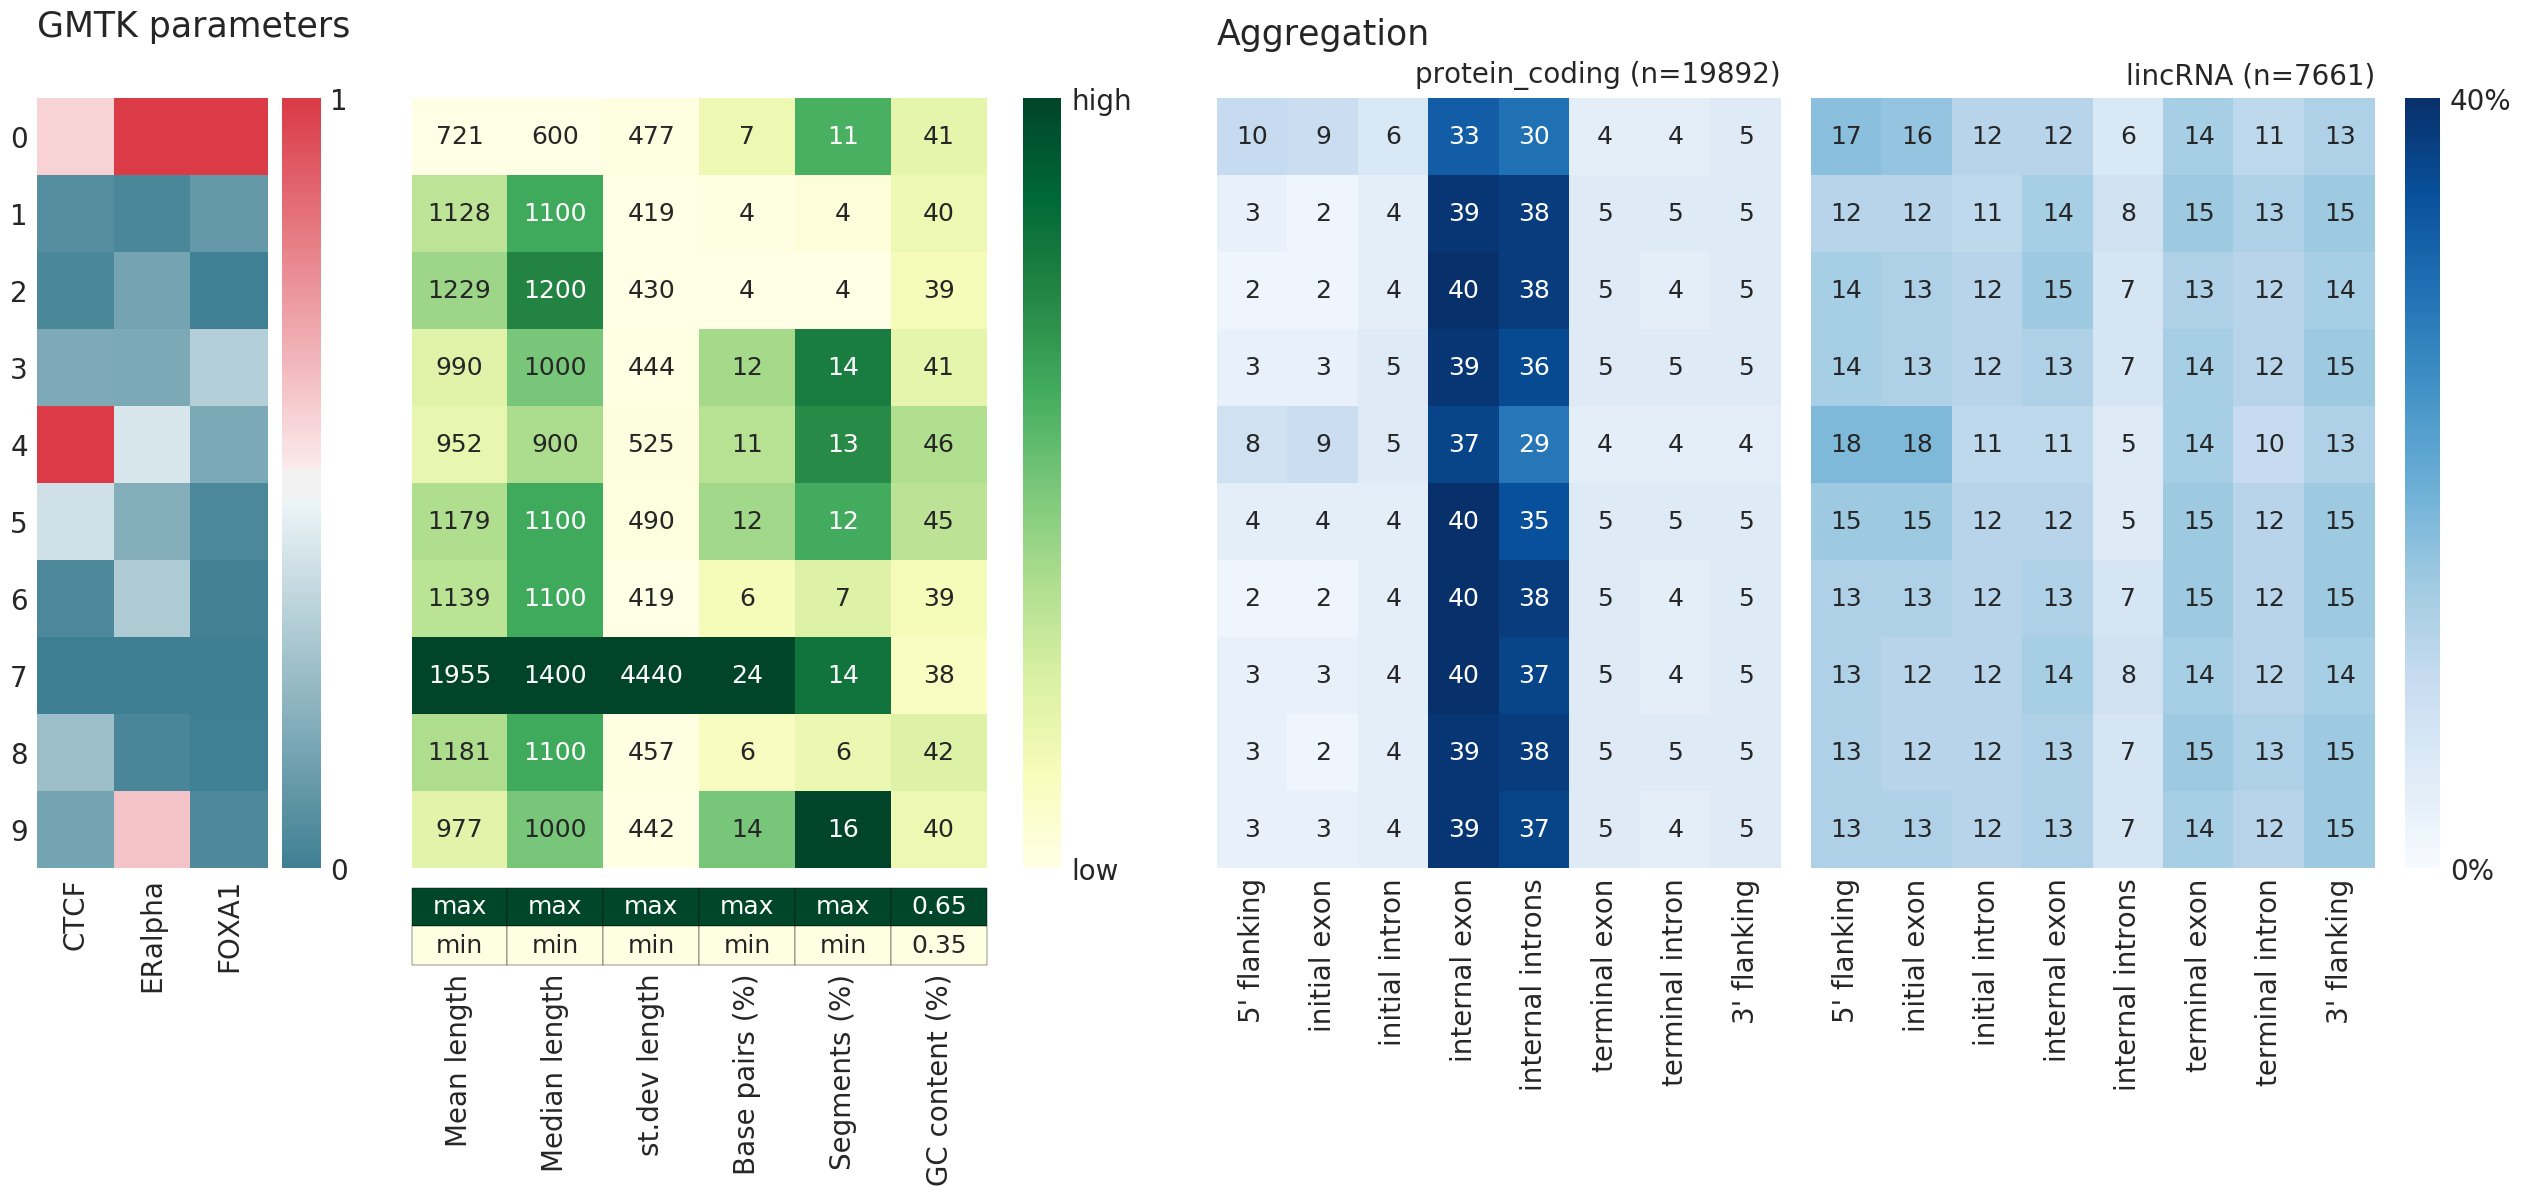 GMTK parameters
Aggregation
protein_coding (n=19892)
lincRNA (n=7661)
1
high
40%
0 721 600 477 7 11 41 10 9 6 33 30 4 4 5 17 16 12 12 6 14 11 13
1 1128 1100 419 4 4 40 3 2 4 39 38 5 5 5 12 12 11 14 8 15 13 15
2 1229 1200 430 4 4 39 2 2 4 40 38 5 4 5 14 13 12 15 7 13 12 14
3 990 1000 444 12 14 41 3 3 5 39 36 5 5 5 14 13 12 13 7 14 12 15
4 952 900 525 11 13 46 8 9 5 37 29 4 4 4 18 18 11 11 5 14 10 13
5 1179 1100 490 12 12 45 4 4 4 40 35 5 5 5 15 15 12 12 5 15 12 15
6 1139 1100 419 6 7 39 2 2 4 40 38 5 4 5 13 13 12 13 7 15 12 15
7 1955 1400 4440 24 14 38 3 3 4 40 37 5 4 5 13 12 12 14 8 14 12 14
8 1181 1100 457 6 6 42 3 2 4 39 38 5 5 5 13 12 12 13 7 15 13 15
9 977 1000 442 14 16 40 3 3 4 39 37 5 4 5 13 13 12 13 7 14 12 15
0
low
0%
max max max max max 0.65
min min min min min 0.35
CTCF
ERalpha
FOXA1
Mean length
Median length
st.dev length
Base pairs (%)
Segments (%)
GC content (%)
5' flanking
initial exon
initial intron
internal exon
internal introns
terminal exon
terminal intron
3' flanking
5' flanking
initial exon
initial intron
internal exon
internal introns
terminal exon
terminal intron
3' flanking